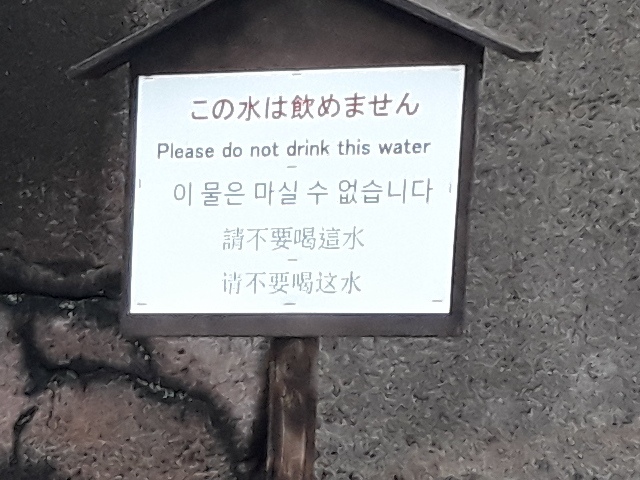 この水は飲めません
Please do not drink this water
이 물은 마실 수 없습니다
請不要喝這水
请不要喝这水